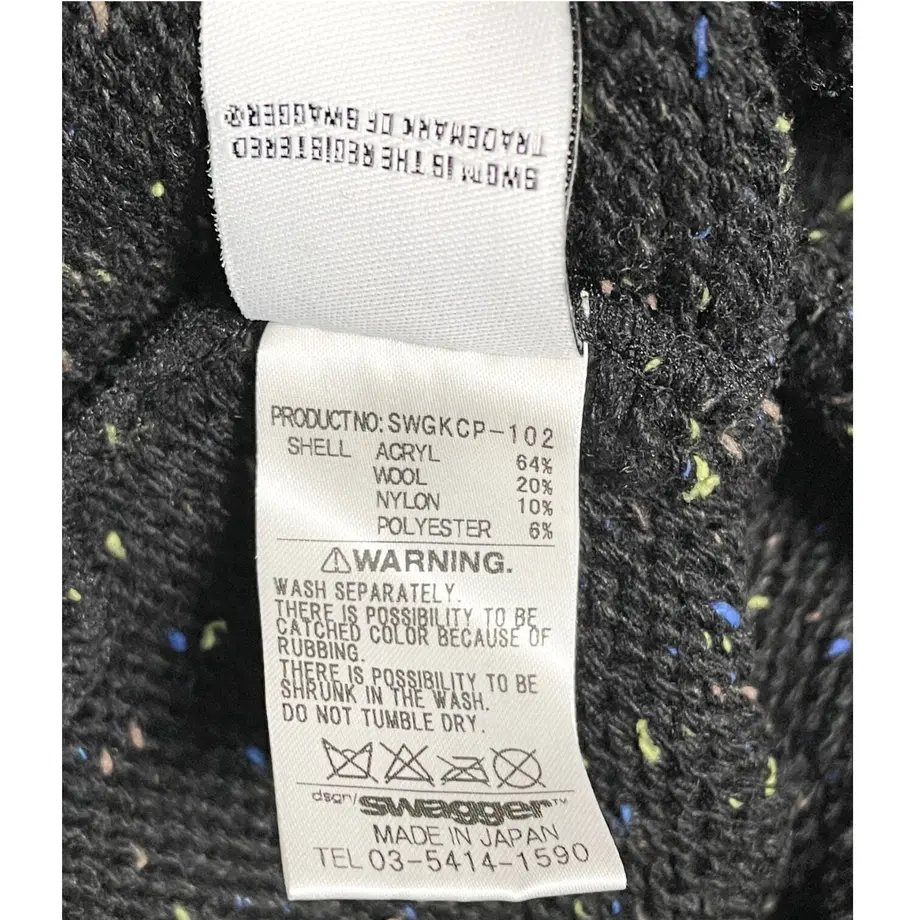 SWGM IS THE REGISTERED
TRADEMARK OF SWAGGER®
PRODUCT NO: SWGKCP-102
SHELL ACRYL 64%
WOOL 20%
NYLON 10%
POLYESTER 6%
⚠WARNING.
WASH SEPARATELY.
THERE IS POSSIBILITY TO BE
CATCHED COLOR BECAUSE OF
RUBBING.
THERE IS POSSIBILITY TO BE
SHRUNK IN THE WASH.
DO NOT TUMBLE DRY.
dsgn/swagger™
MADE IN JAPAN
TEL 03-5414-1590